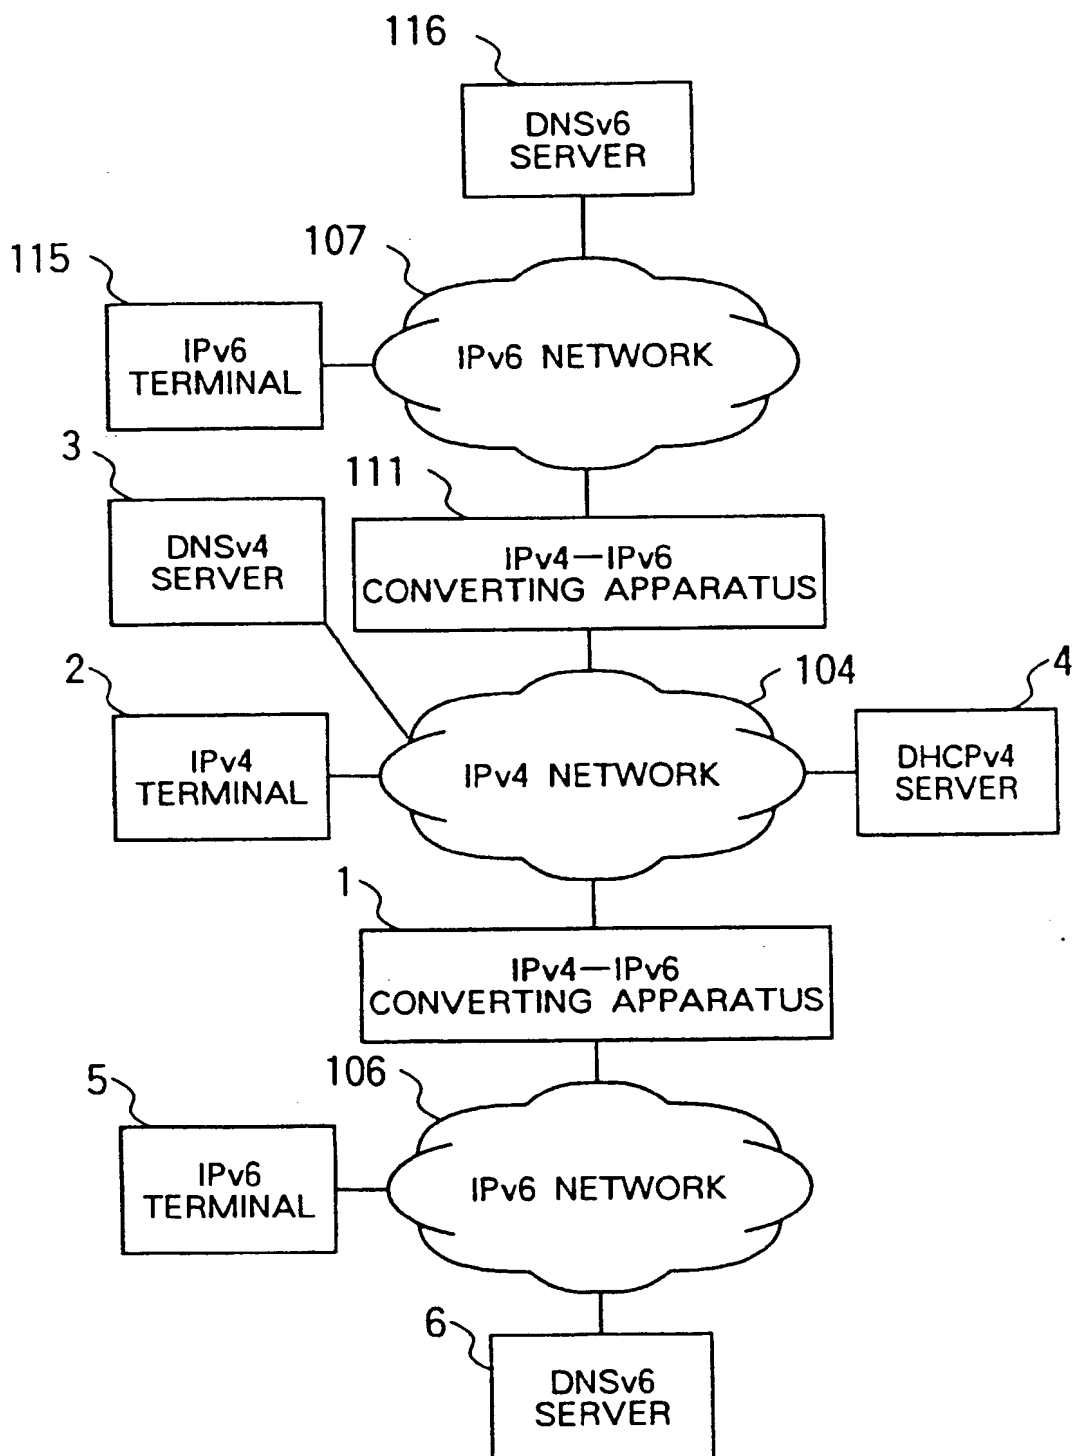 116
DNSv6
SERVER
107
115
IPv6
TERMINAL
IPv6 NETWORK
3
111
DNSv4
SERVER
IPv4—IPv6
CONVERTING APPARATUS
2
104
4
IPv4
TERMINAL
IPv4 NETWORK
DHCPv4
SERVER
1
IPv4—IPv6
CONVERTING APPARATUS
5
106
IPv6
TERMINAL
IPv6 NETWORK
6
DNSv6
SERVER